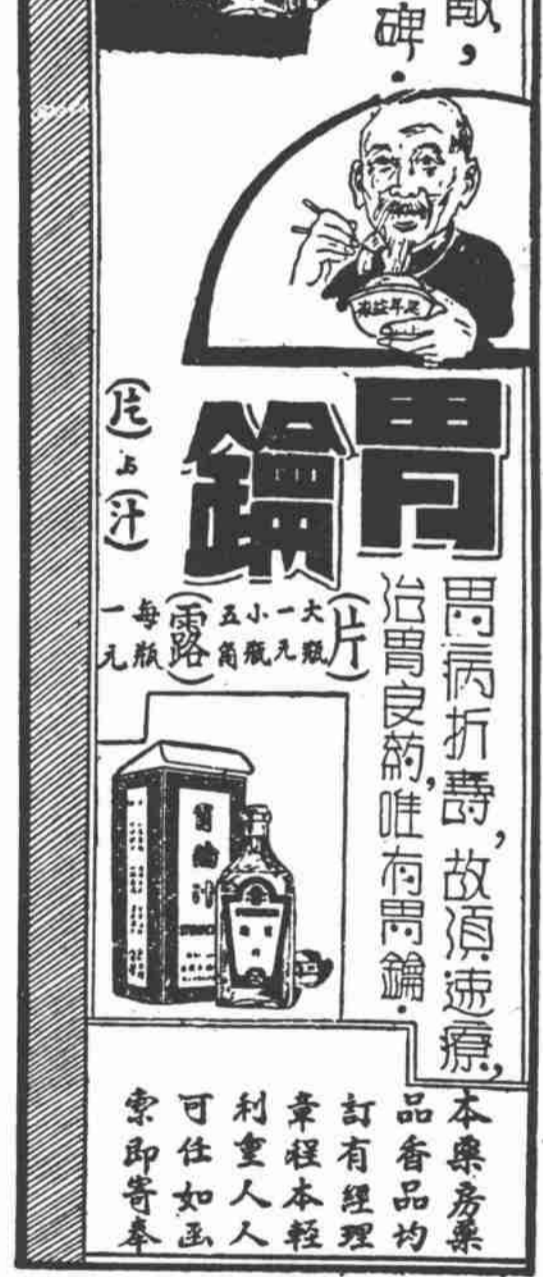 敵，
碑．
延年益壽
胃鑰
（片与汁）
胃病折壽，故須速療，
治胃良药，唯有胃鑰．
（片）
大瓶一元
小瓶五角
（露）
每瓶一元
胃鑰汁
本藥房藥
品香品均
訂有經理
章程本輕
利重人人
可任如函
索即寄奉